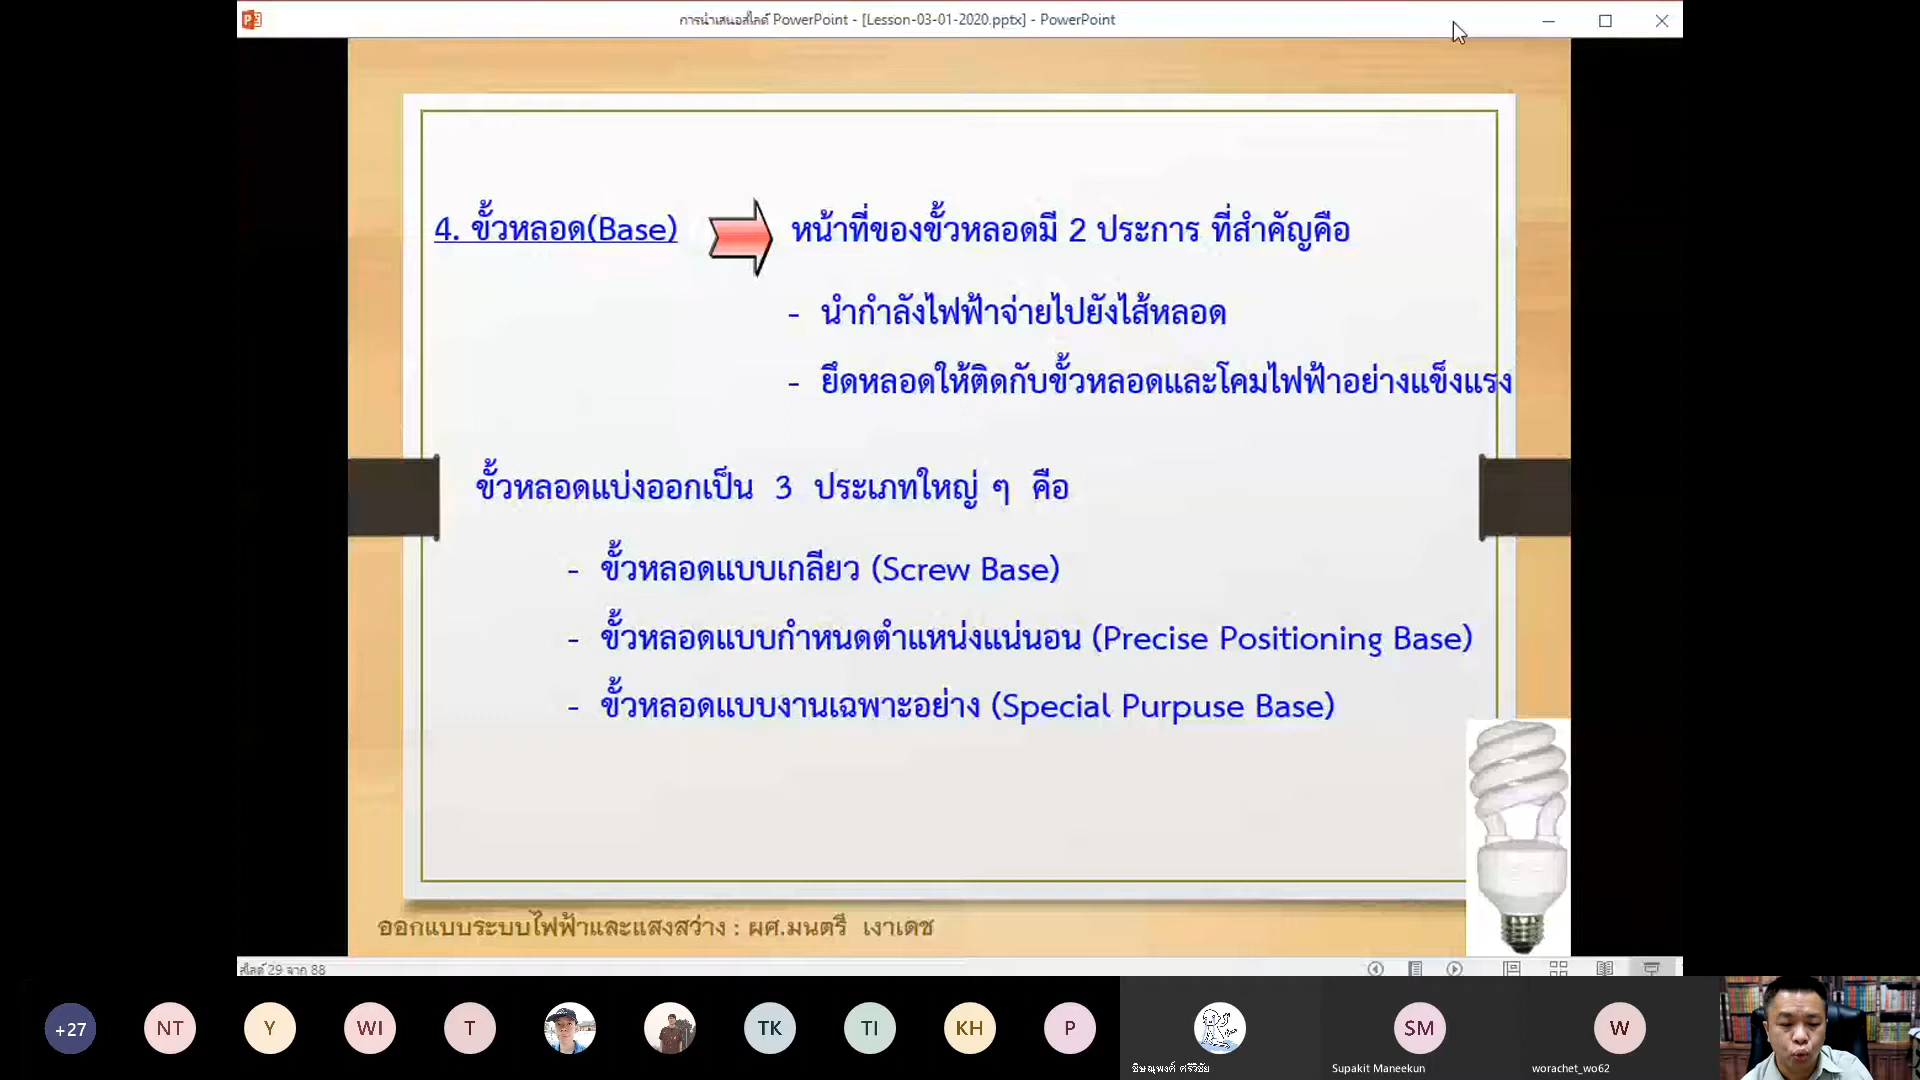 การนำเสนอสไลด์ PowerPoint - [Lesson-03-01-2020.pptx] - PowerPoint
4. ขั้วหลอด(Base)
หน้าที่ของขั้วหลอดมี 2 ประการ ที่สำคัญคือ
- นำกำลังไฟฟ้าจ่ายไปยังไส้หลอด
- ยึดหลอดให้ติดกับขั้วหลอดและโคมไฟฟ้าอย่างแข็งแรง
ขั้วหลอดแบ่งออกเป็น 3 ประเภทใหญ่ ๆ คือ
- ขั้วหลอดแบบเกลียว (Screw Base)
- ขั้วหลอดแบบกำหนดตำแหน่งแน่นอน (Precise Positioning Base)
- ขั้วหลอดแบบงานเฉพาะอย่าง (Special Purpuse Base)
ออกแบบระบบไฟฟ้าและแสงสว่าง : ผศ.มนตรี เงาเดช
สไลด์ 29 จาก 88
+27 NT Y WI T TK TI KH P SM W
พิษณุพงศ์ ศรีวิชัย Supakit Maneekun worachet_wo62